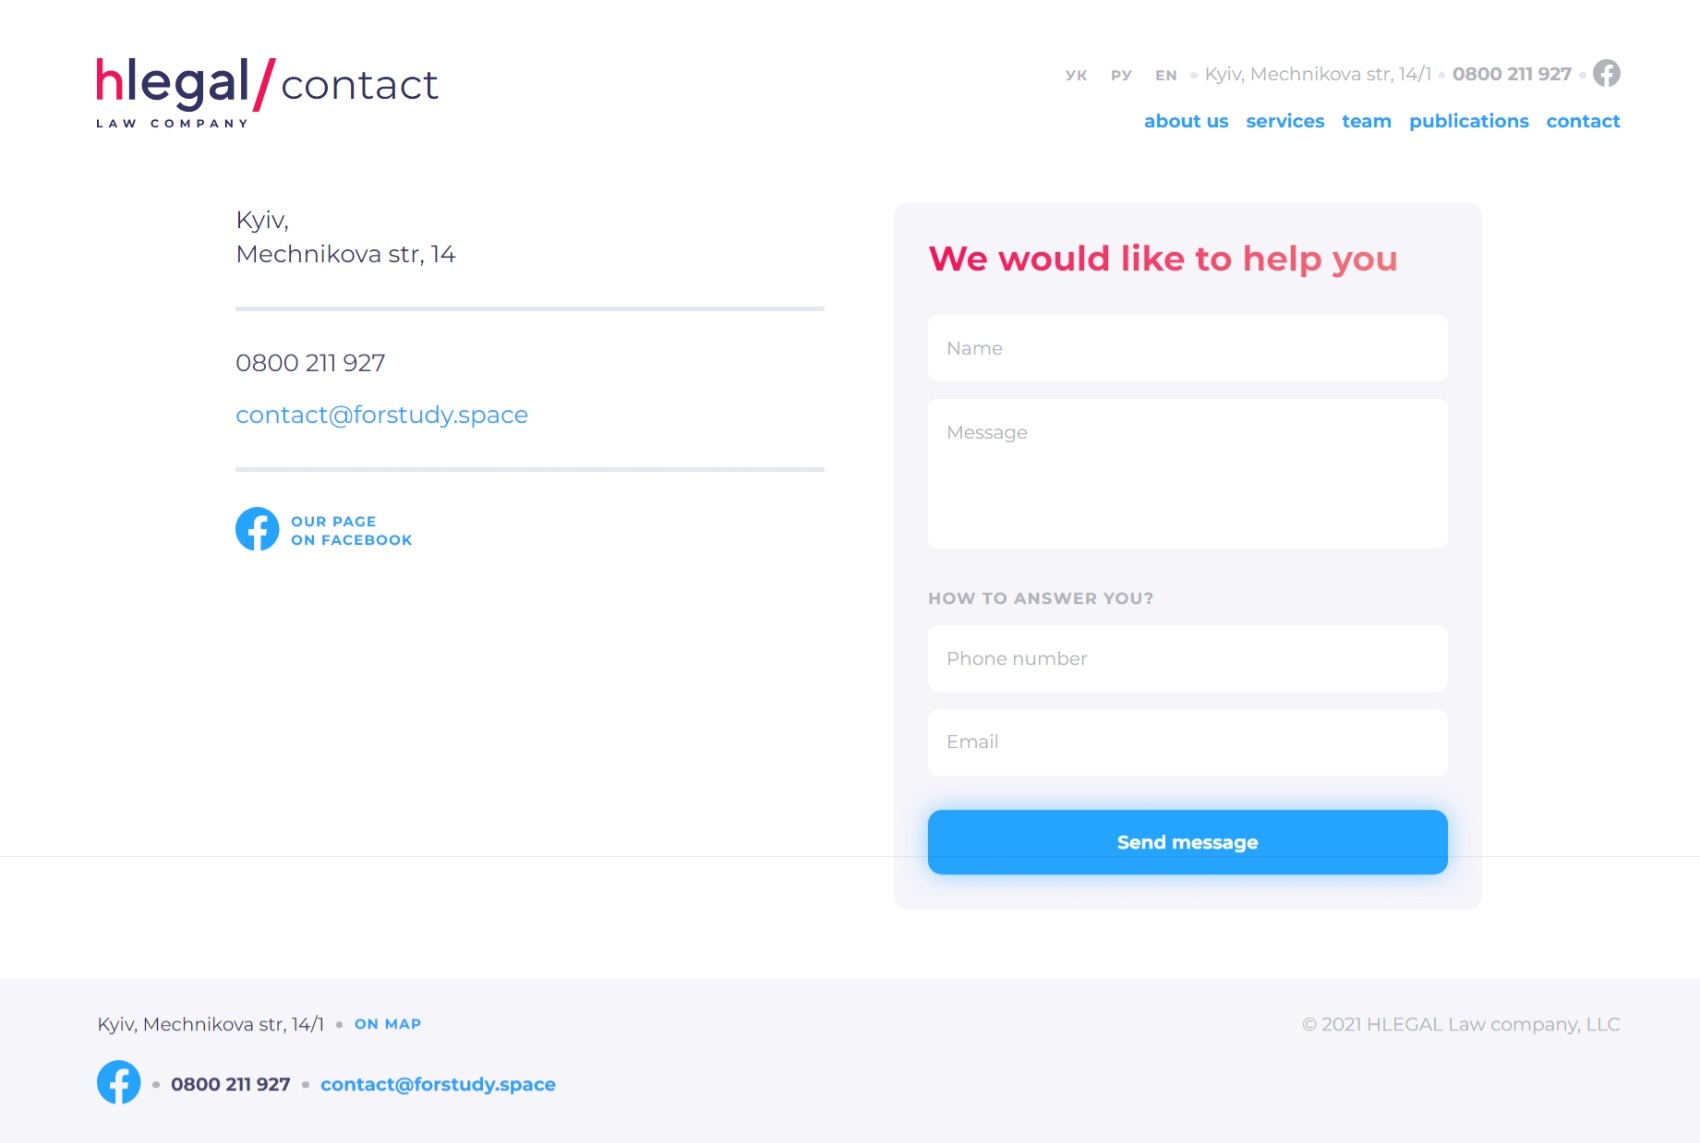 hlegal/contact
LAW COMPANY
УК РУ EN • Kyiv, Mechnikova str, 14/1 • 0800 211 927 •
about us services team publications contact
Kyiv,
Mechnikova str, 14
0800 211 927
contact@forstudy.space
OUR PAGE
ON FACEBOOK
We would like to help you
Name
Message
HOW TO ANSWER YOU?
Phone number
Email
Send message
Kyiv, Mechnikova str, 14/1 • ON MAP
© 2021 HLEGAL Law company, LLC
• 0800 211 927 • contact@forstudy.space